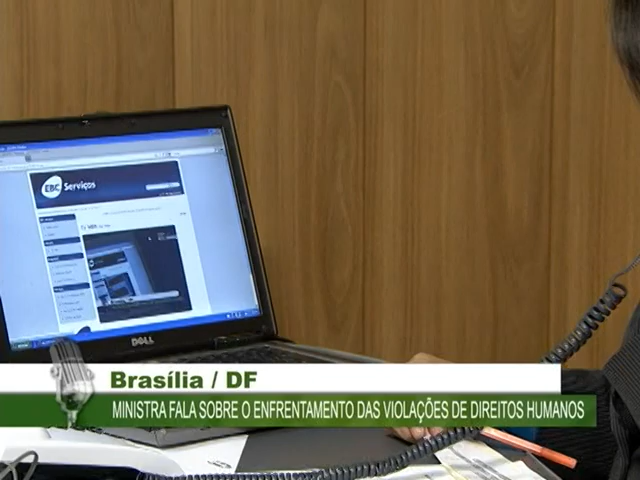 EBC Serviços
DELL
Brasília / DF
MINISTRA FALA SOBRE O ENFRENTAMENTO DAS VIOLAÇÕES DE DIREITOS HUMANOS